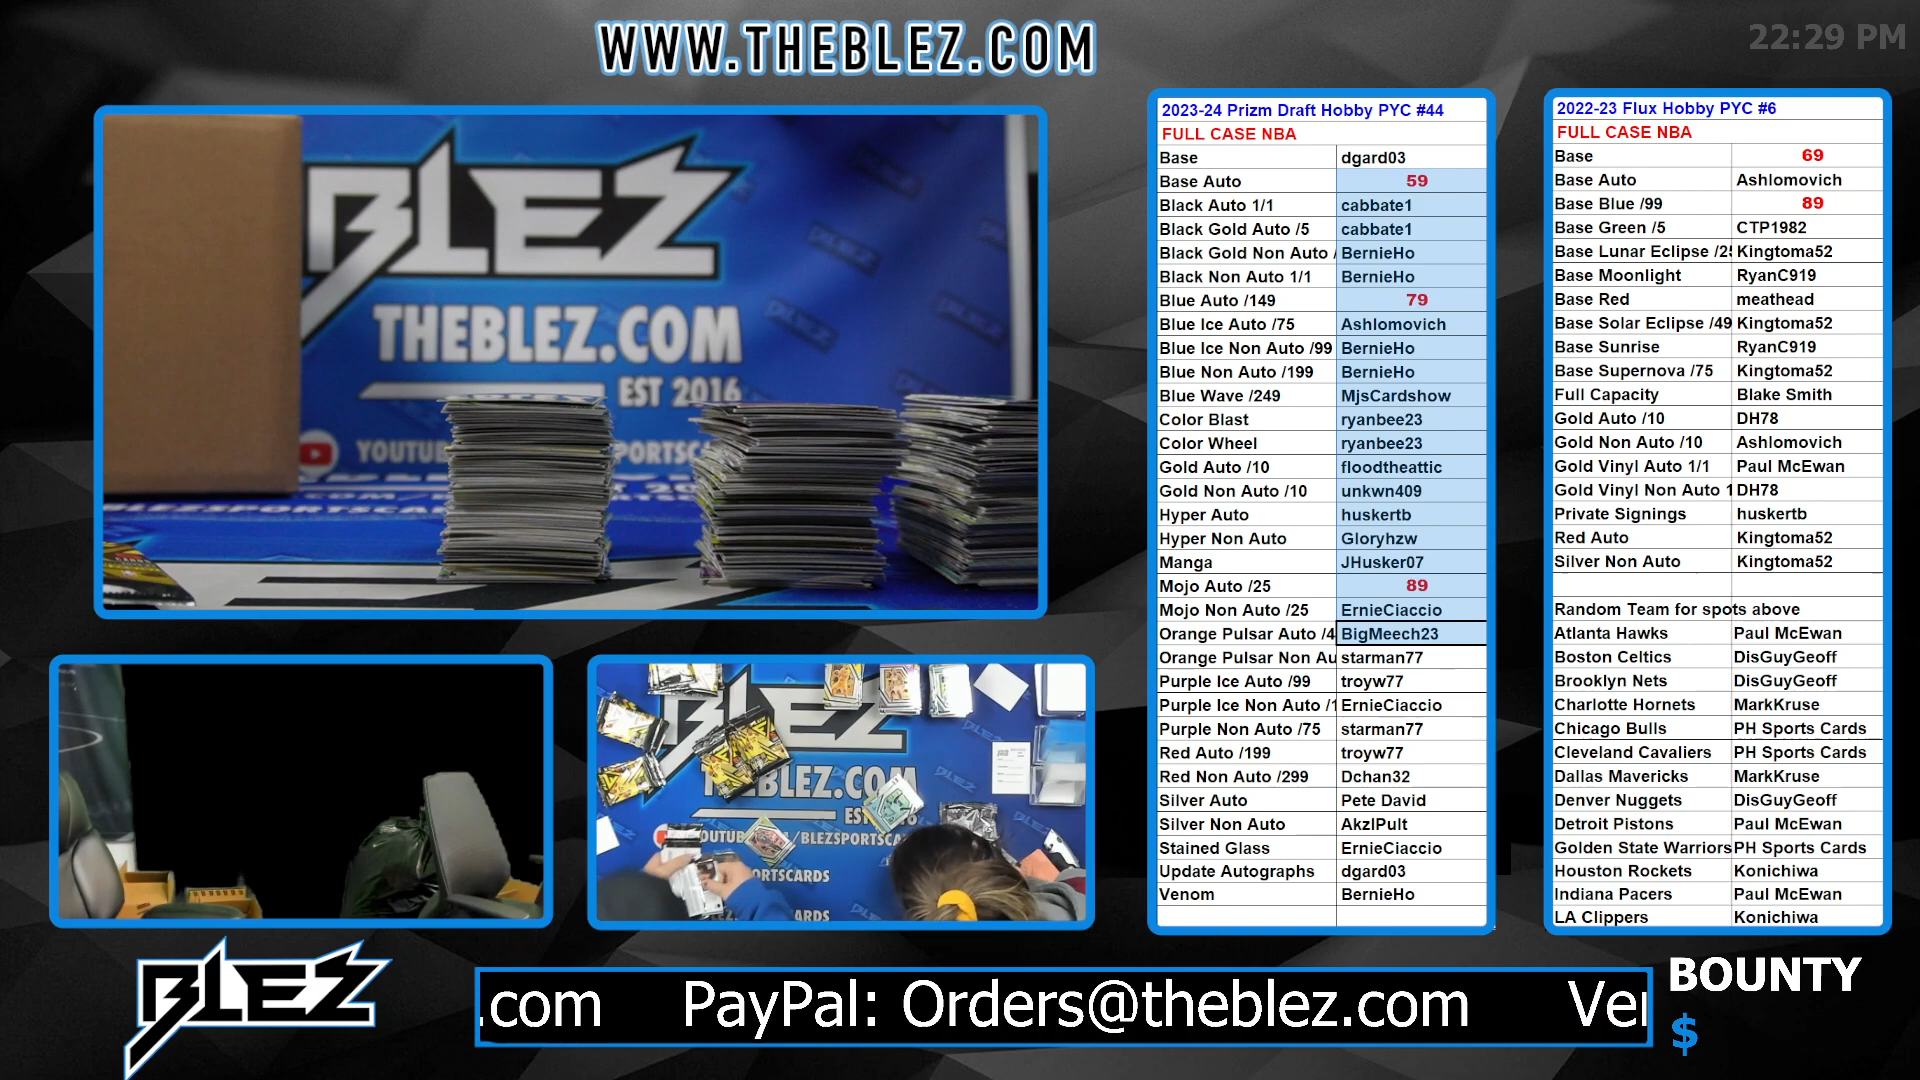 WWW.THEBLEZ.COM
22:29 PM
BLEZ
THEBLEZ.COM
EST 2016
2023-24 Prizm Draft Hobby PYC #44
FULL CASE NBA
Base dgard03
Base Auto 59
Black Auto 1/1 cabbate1
Black Gold Auto /5 cabbate1
Black Gold Non Auto / BernieHo
Black Non Auto 1/1 BernieHo
Blue Auto /149 79
Blue Ice Auto /75 Ashlomovich
Blue Ice Non Auto /99 BernieHo
Blue Non Auto /199 BernieHo
Blue Wave /249 MjsCardshow
Color Blast ryanbee23
Color Wheel ryanbee23
Gold Auto /10 floodtheattic
Gold Non Auto /10 unkwn409
Hyper Auto huskertb
Hyper Non Auto Gloryhzw
Manga JHusker07
Mojo Auto /25 89
Mojo Non Auto /25 ErnieCiaccio
Orange Pulsar Auto /4 BigMeech23
Orange Pulsar Non Au starman77
Purple Ice Auto /99 troyw77
Purple Ice Non Auto /1 ErnieCiaccio
Purple Non Auto /75 starman77
Red Auto /199 troyw77
Red Non Auto /299 Dchan32
Silver Auto Pete David
Silver Non Auto AkzlPult
Stained Glass ErnieCiaccio
Update Autographs dgard03
Venom BernieHo
2022-23 Flux Hobby PYC #6
FULL CASE NBA
Base 69
Base Auto Ashlomovich
Base Blue /99 89
Base Green /5 CTP1982
Base Lunar Eclipse /25 Kingtoma52
Base Moonlight RyanC919
Base Red meathead
Base Solar Eclipse /49 Kingtoma52
Base Sunrise RyanC919
Base Supernova /75 Kingtoma52
Full Capacity Blake Smith
Gold Auto /10 DH78
Gold Non Auto /10 Ashlomovich
Gold Vinyl Auto 1/1 Paul McEwan
Gold Vinyl Non Auto 1 DH78
Private Signings huskertb
Red Auto Kingtoma52
Silver Non Auto Kingtoma52
Random Team for spots above
Atlanta Hawks Paul McEwan
Boston Celtics DisGuyGeoff
Brooklyn Nets DisGuyGeoff
Charlotte Hornets MarkKruse
Chicago Bulls PH Sports Cards
Cleveland Cavaliers PH Sports Cards
Dallas Mavericks MarkKruse
Denver Nuggets DisGuyGeoff
Detroit Pistons Paul McEwan
Golden State Warriors PH Sports Cards
Houston Rockets Konichiwa
Indiana Pacers Paul McEwan
LA Clippers Konichiwa
BLEZ
THEBLEZ.COM
/BLEZSPORTSCA
ORTSCARDS
ARDS
BLEZ
.com PayPal: Orders@theblez.com Ver
BOUNTY
$